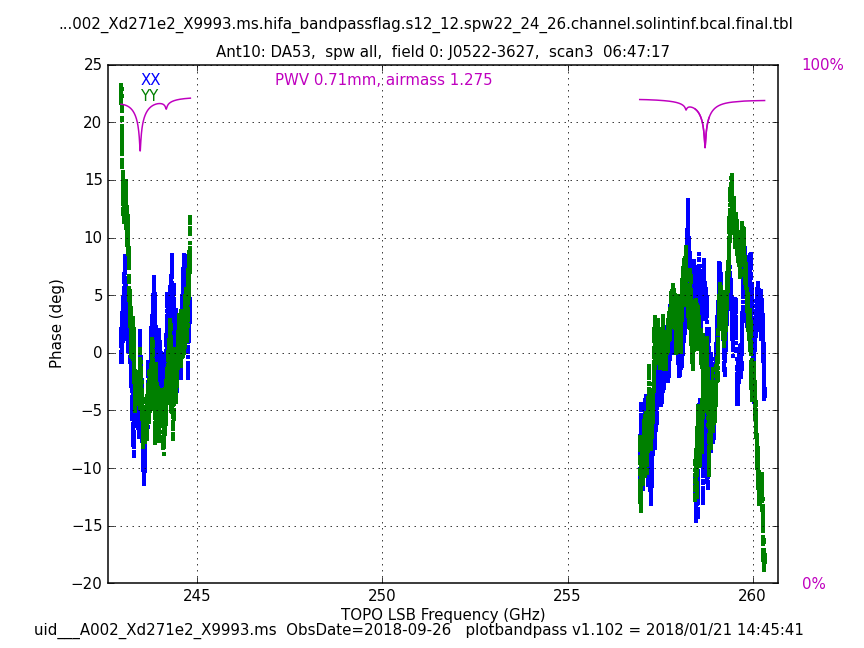 ...002_Xd271e2_X9993.ms.hifa_bandpassflag.s12_12.spw22_24_26.channel.solintinf.bcal.final.tbl
Ant10: DA53, spw all, field 0: J0522-3627, scan3 06:47:17
25
20
15
10
5
0
−5
−10
−15
−20
Phase (deg)
XX
YY
PWV 0.71mm, airmass 1.275
100%
0%
245
250
255
260
TOPO LSB Frequency (GHz)
uid___A002_Xd271e2_X9993.ms ObsDate=2018-09-26 plotbandpass v1.102 = 2018/01/21 14:45:41